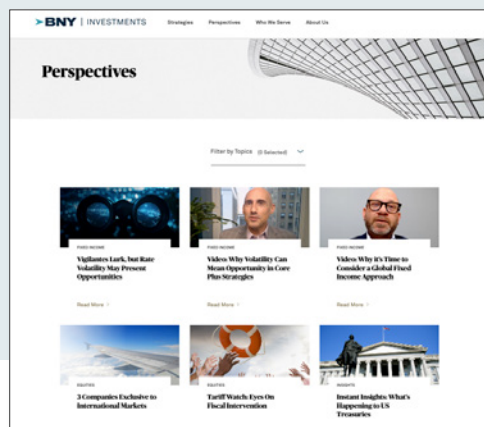 BNY | INVESTMENTS Strategies Perspectives Who We Serve About Us
Perspectives
Filter by Topics (0 Selected)
FIXED INCOME
Vigilantes Lurk, but Rate
Volatility May Present
Opportunities
Read More
FIXED INCOME
Video: Why Volatility Can
Mean Opportunity in Core
Plus Strategies
Read More
FIXED INCOME
Video: Why It's Time to
Consider a Global Fixed
Income Approach
Read More
EQUITIES
3 Companies Exclusive to
International Markets
EQUITIES
Tariff Watch: Eyes On
Fiscal Intervention
INSIGHTS
Instant Insights: What's
Happening to US
Treasuries